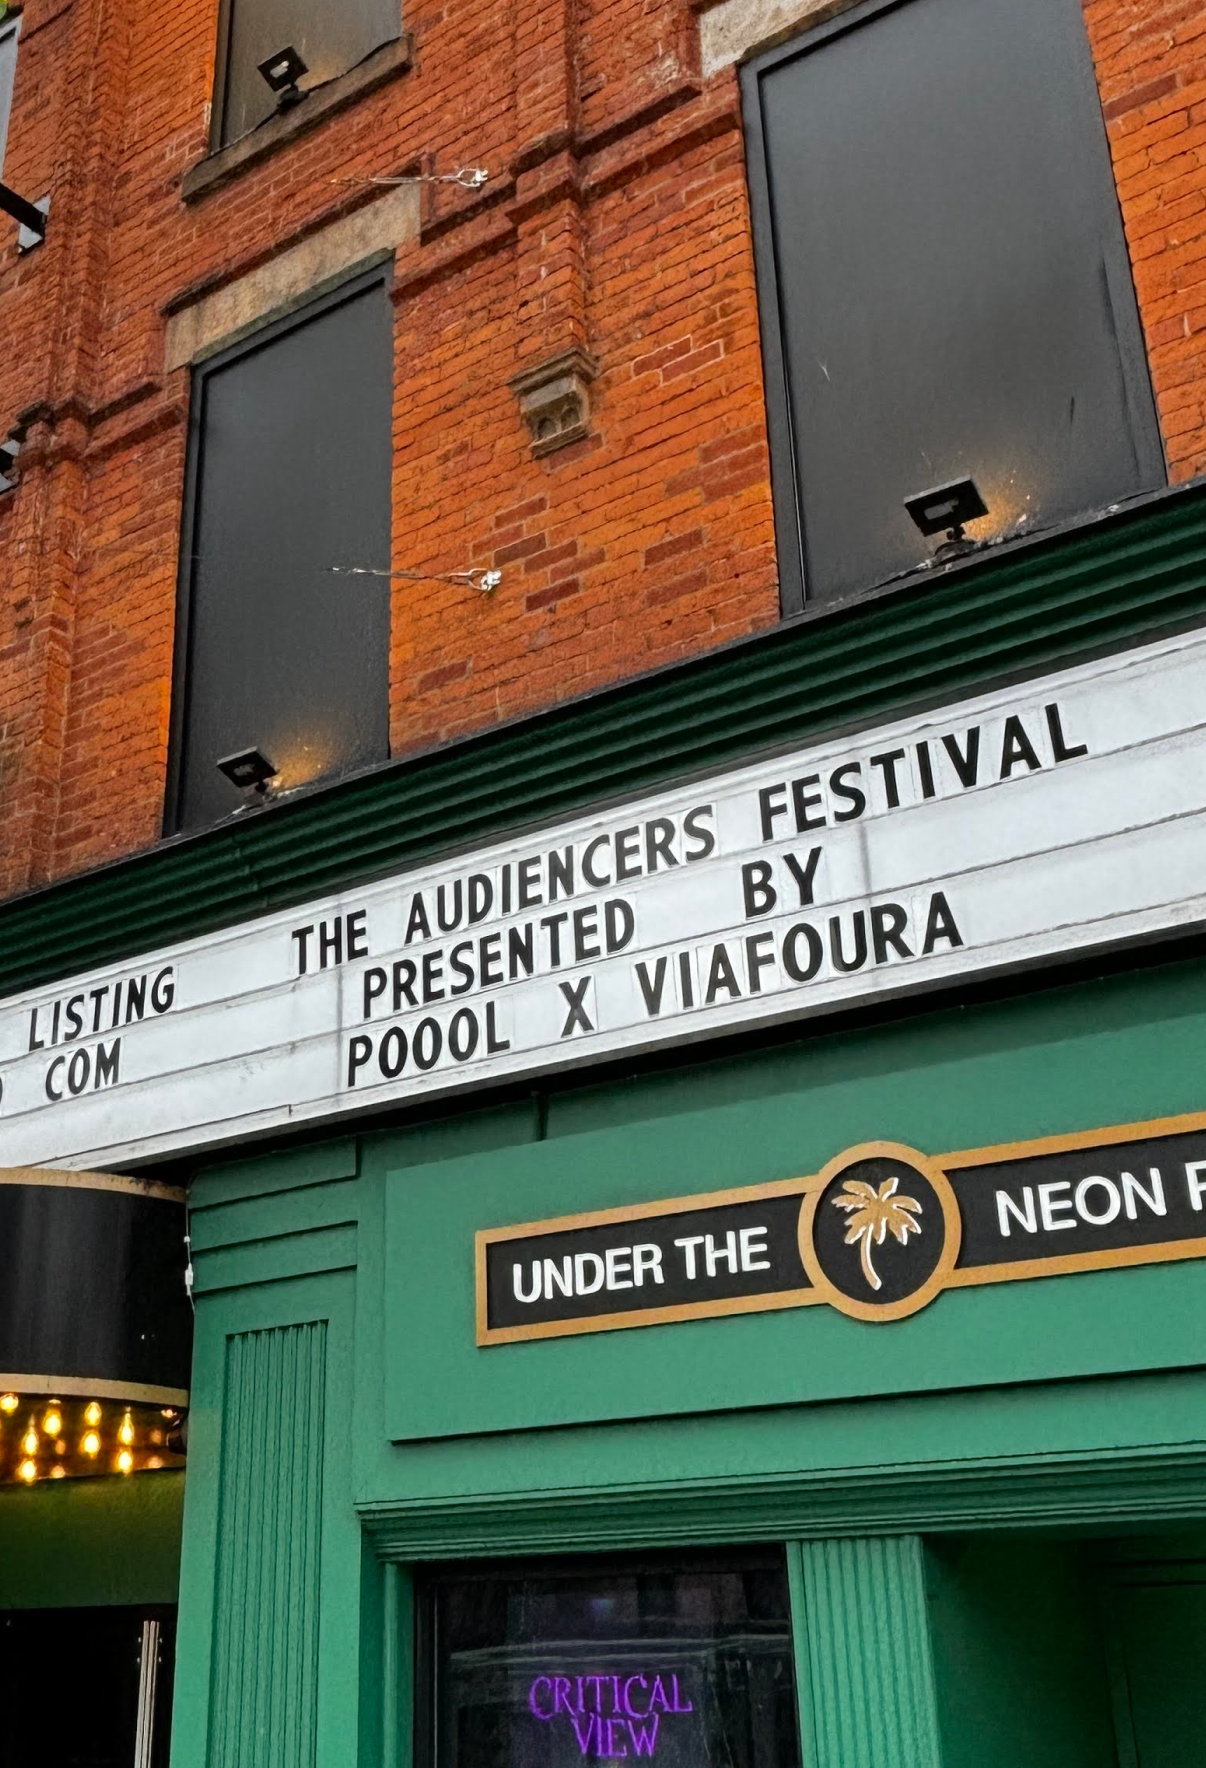 LISTING
COM
THE AUDIENCERS FESTIVAL
PRESENTED BY
POOOL X VIAFOURA
UNDER THE NEON
CRITICAL
VIEW